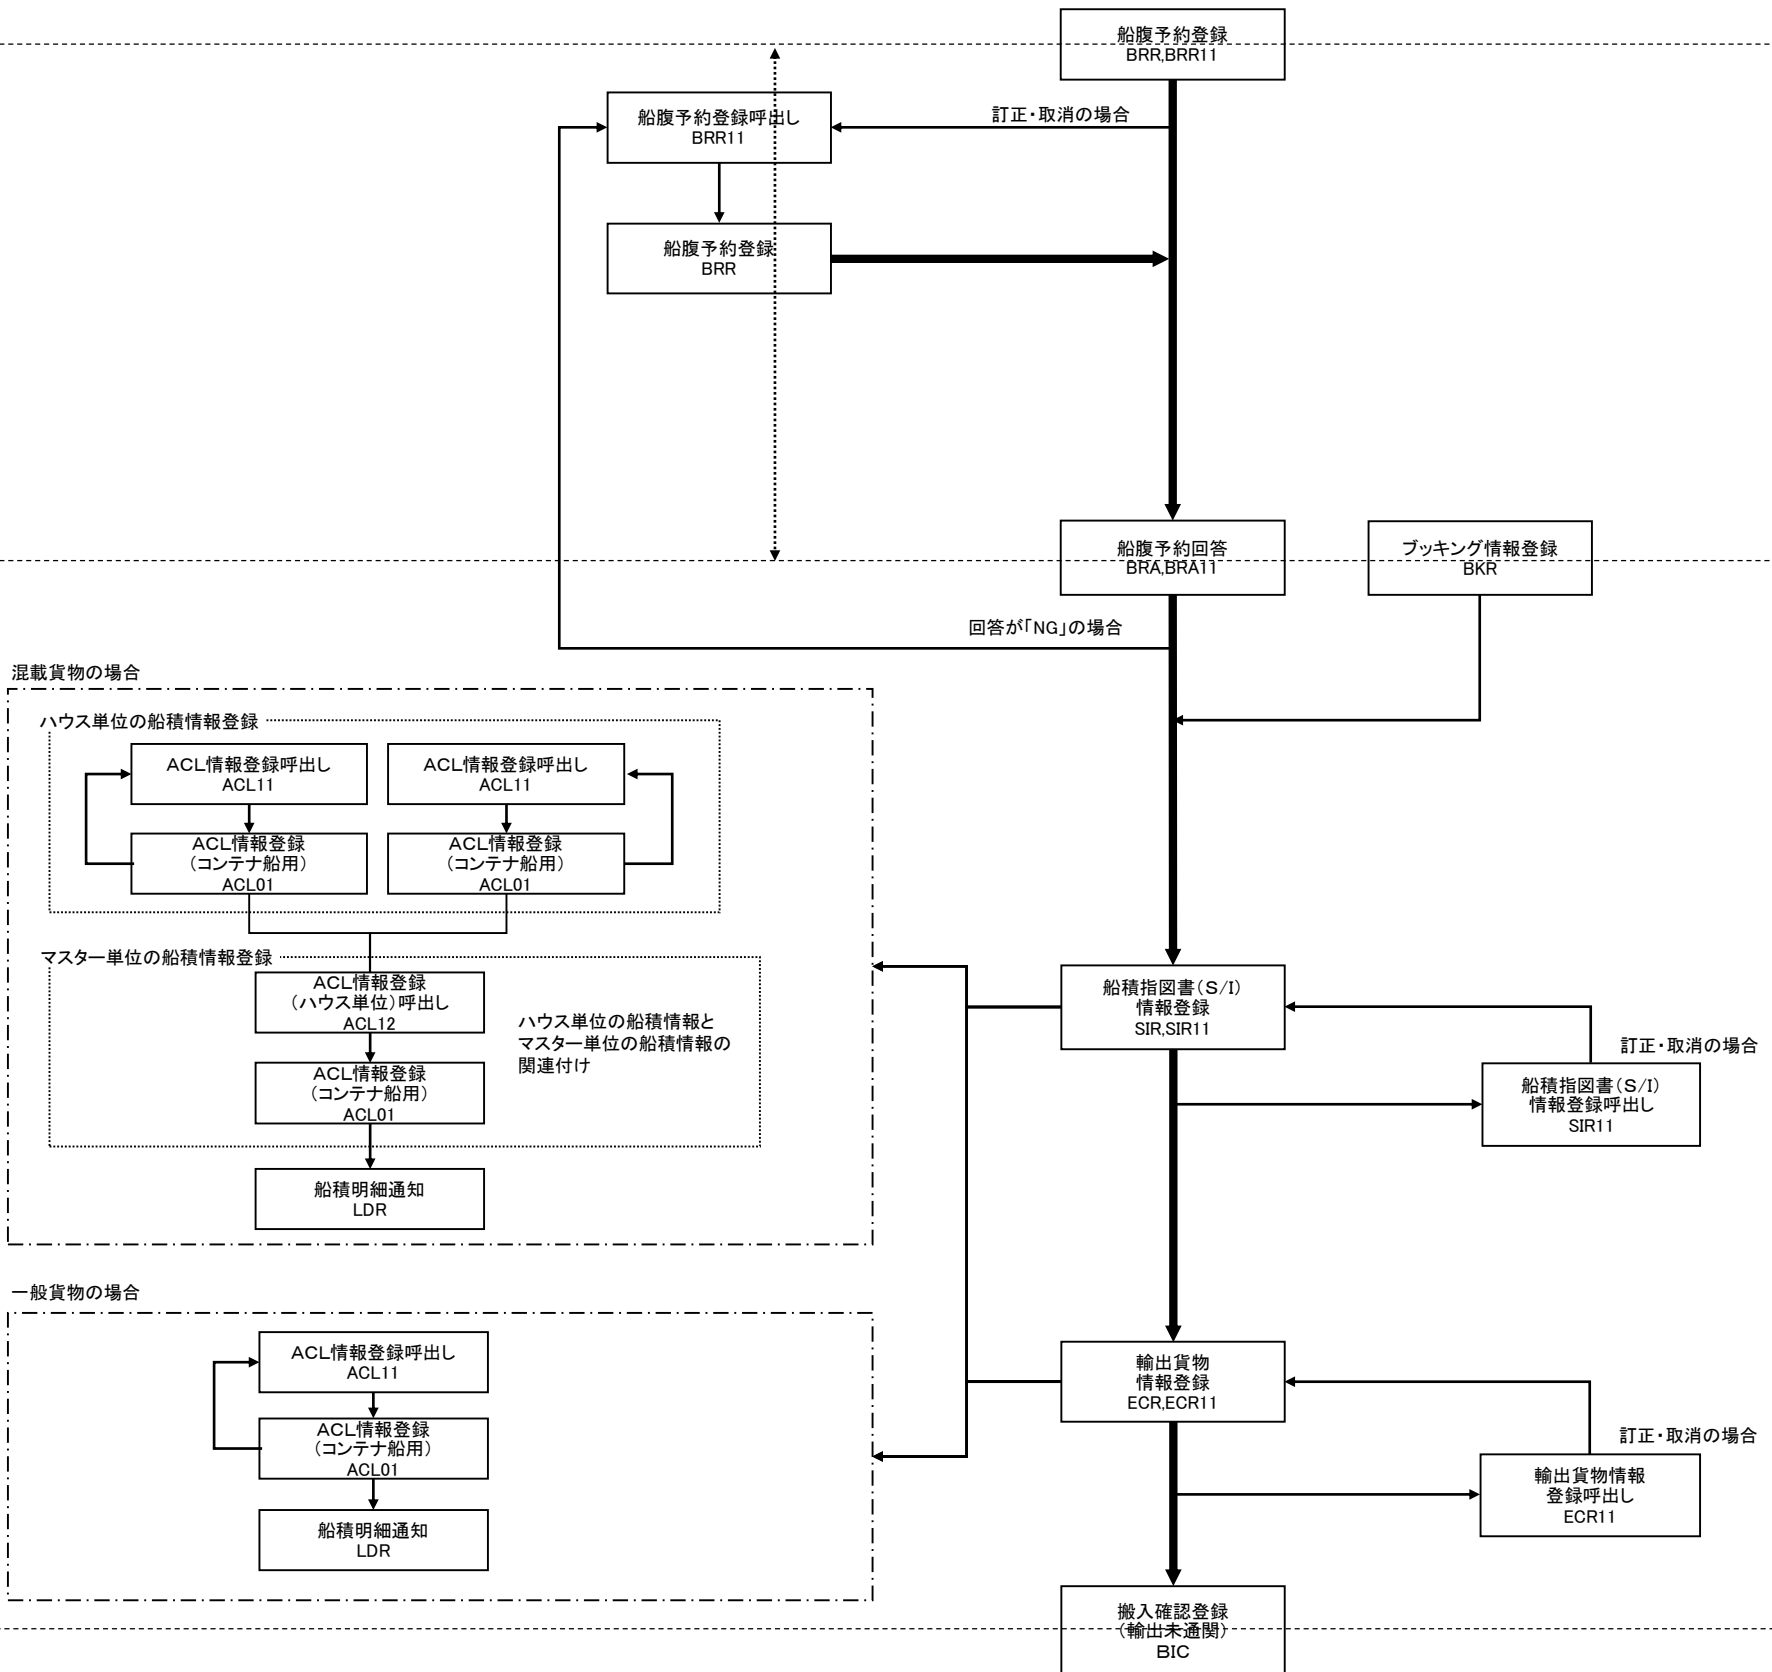 船腹予約登録
BRR,BRR11
船腹予約登録呼出し
BRR11
訂正・取消の場合
船腹予約登録
BRR
船腹予約回答
BRA,BRA11
ブッキング情報登録
BKR
回答が「NG」の場合
混載貨物の場合
ハウス単位の船積情報登録
ACL情報登録呼出し
ACL11
ACL情報登録呼出し
ACL11
ACL情報登録
(コンテナ船用)
ACL01
ACL情報登録
(コンテナ船用)
ACL01
マスター単位の船積情報登録
ACL情報登録
(ハウス単位)呼出し
ACL12
ハウス単位の船積情報と
マスター単位の船積情報の
関連付け
ACL情報登録
(コンテナ船用)
ACL01
船積明細通知
LDR
船積指図書(S/I)
情報登録
SIR,SIR11
訂正・取消の場合
船積指図書(S/I)
情報登録呼出し
SIR11
一般貨物の場合
ACL情報登録呼出し
ACL11
ACL情報登録
(コンテナ船用)
ACL01
船積明細通知
LDR
輸出貨物
情報登録
ECR,ECR11
訂正・取消の場合
輸出貨物情報
登録呼出し
ECR11
搬入確認登録
(輸出未通関)
BIC